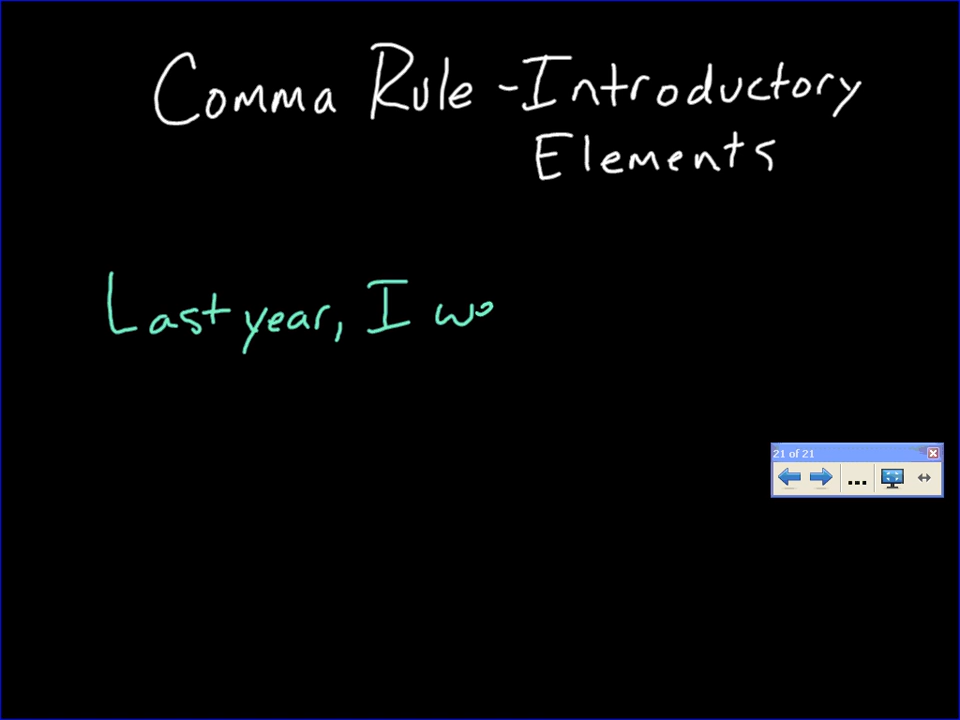 Comma Rule - Introductory
Elements
Last year, I wo
21 of 21